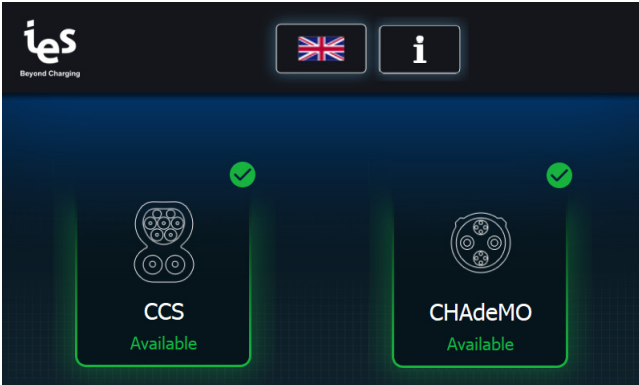 ies
Beyond Charging
i
CCS
Available
CHAdeMO
Available